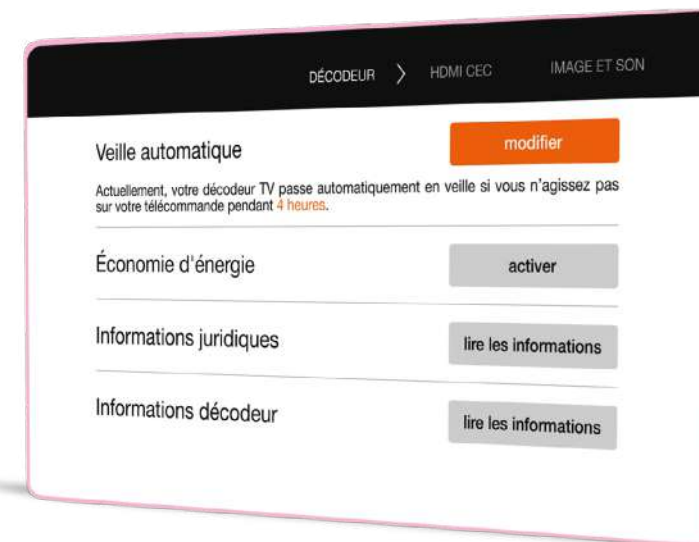 DÉCODEUR > HDMI CEC IMAGE ET SON
Veille automatique modifier
Actuellement, votre décodeur TV passe automatiquement en veille si vous n'agissez pas
sur votre télécommande pendant 4 heures.
Économie d'énergie activer
Informations juridiques lire les informations
Informations décodeur lire les informations